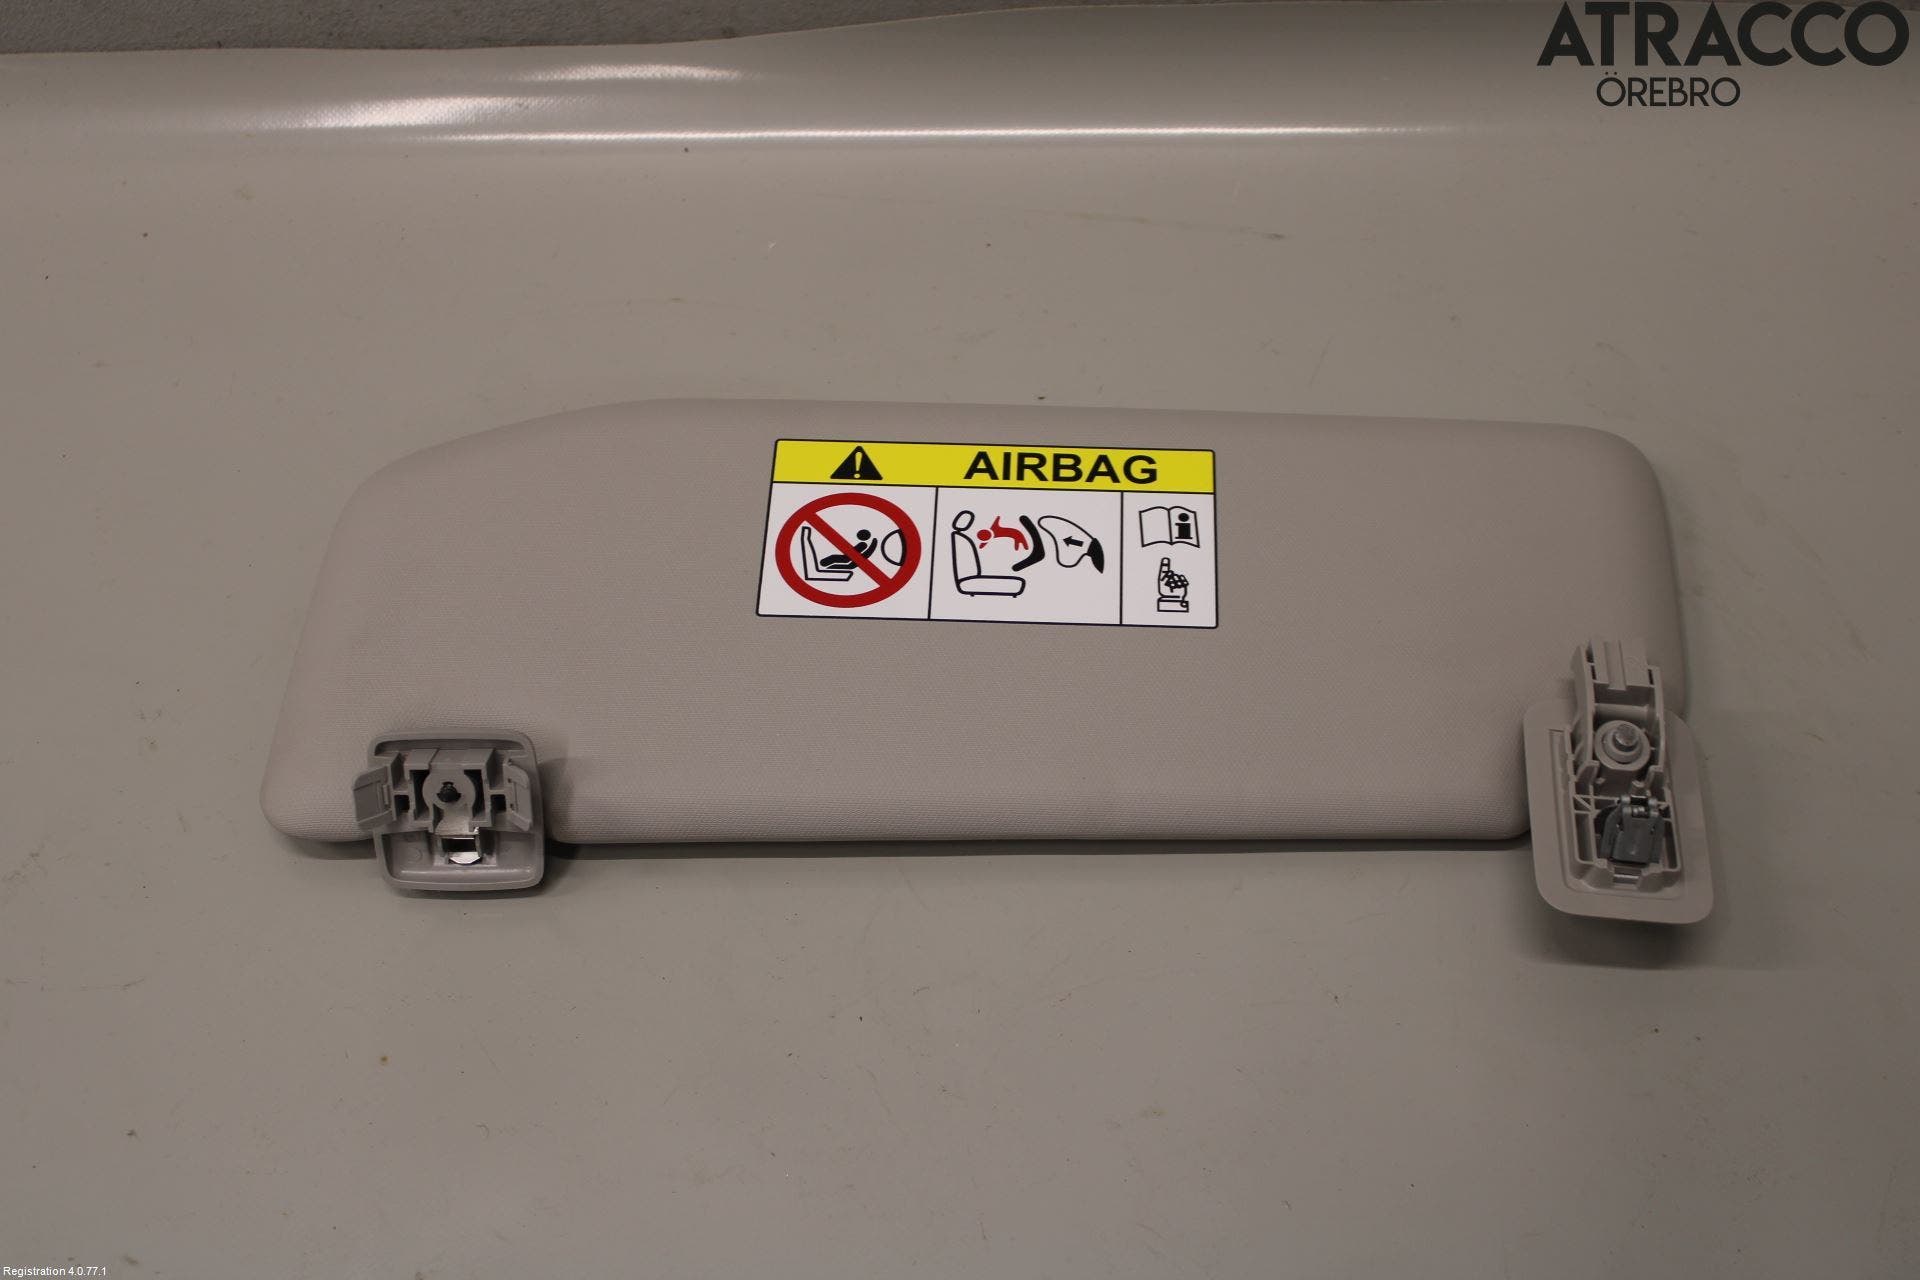 ATRACCO
ÖREBRO
AIRBAG
Registration 4.0.77.1